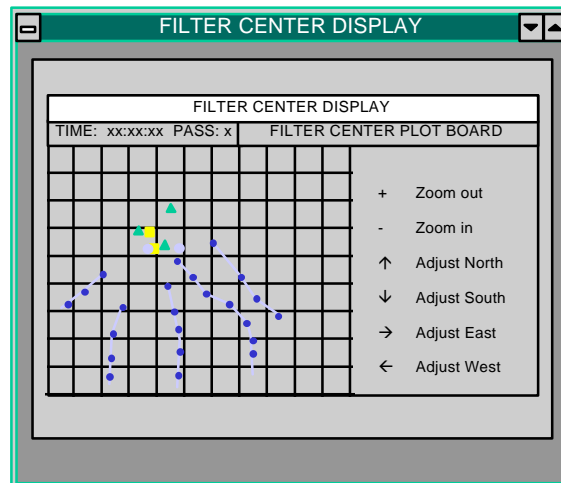 FILTER CENTER DISPLAY
FILTER CENTER DISPLAY
TIME: xx:xx:xx PASS: x FILTER CENTER PLOT BOARD
+ Zoom out
- Zoom in
↑ Adjust North
↓ Adjust South
→ Adjust East
← Adjust West